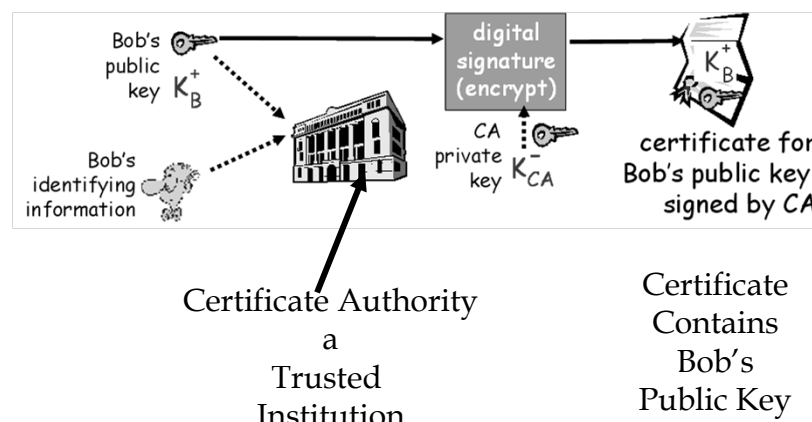 Bob's
public
key
K+B
digital
signature
(encrypt)
K+B
CA
private
key
K-CA
certificate for
Bob's public key
signed by CA
Bob's
identifying
information
Certificate Authority
a
Trusted
Institution
Certificate
Contains
Bob's
Public Key